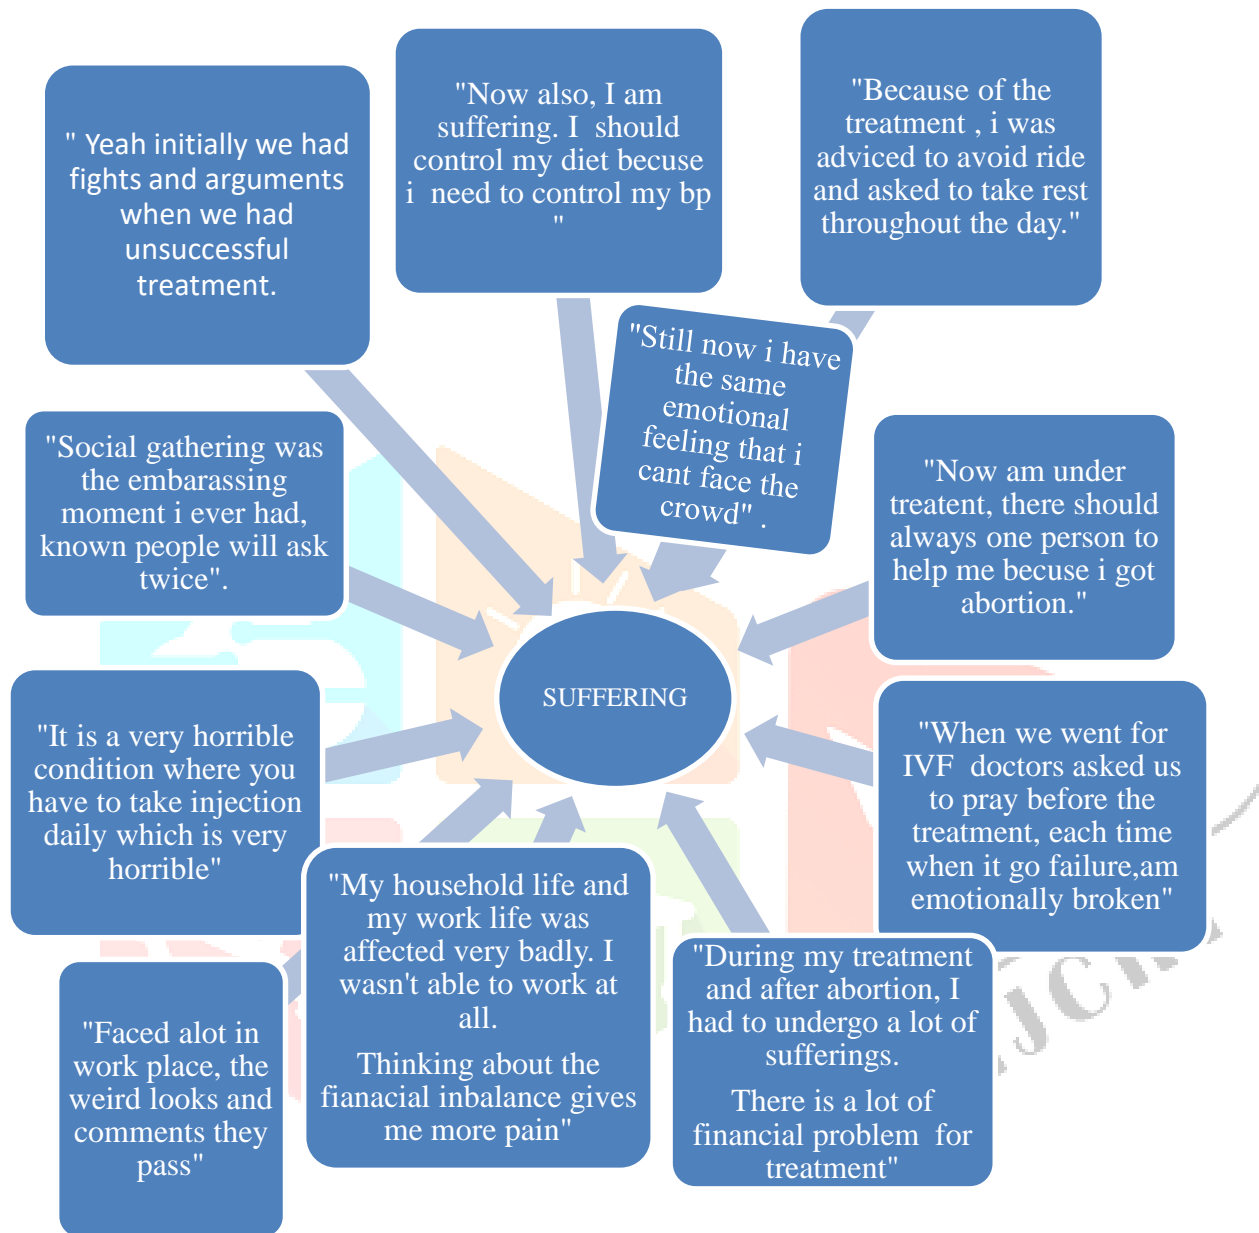 " Yeah initially we had
fights and arguments
when we had
unsuccessful
treatment.
"Now also, I am
suffering. I should
control my diet becuse
i need to control my bp
"
"Because of the
treatment , i was
adviced to avoid ride
and asked to take rest
throughout the day."
"Still now i have
the same
emotional
feeling that i
cant face the
crowd" .
"Social gathering was
the embarassing
moment i ever had,
known people will ask
twice".
"Now am under
treatent, there should
always one person to
help me becuse i got
abortion."
SUFFERING
"It is a very horrible
condition where you
have to take injection
daily which is very
horrible"
"When we went for
IVF doctors asked us
to pray before the
treatment, each time
when it go failure,am
emotionally broken"
"My household life and
my work life was
affected very badly. I
wasn't able to work at
all.
Thinking about the
fianacial inbalance gives
me more pain"
"During my treatment
and after abortion, I
had to undergo a lot of
sufferings.
There is a lot of
financial problem for
treatment"
"Faced alot in
work place, the
weird looks and
comments they
pass"